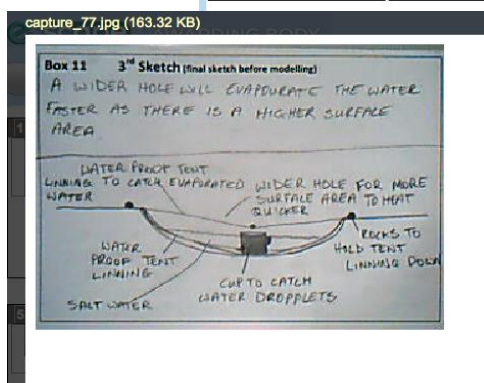 capture_77.jpg (163.32 KB)
Box 11 3rd Sketch (final sketch before modelling)
A WIDER HOLE WILL EVAPOURATE THE WATER
FASTER AS THERE IS A HIGHER SURFACE
AREA
WATER PROOF TENT
LINNING TO CATCH EVAPORATED
WATER
WIDER HOLE FOR MORE
SURFACE AREA TO HEAT
QUICKER
ROCKS TO
HOLD TENT
LINNING DOWN
WATER
PROOF TENT
LINNING
CUP TO CATCH
WATER DROPPLETS
SALT WATER